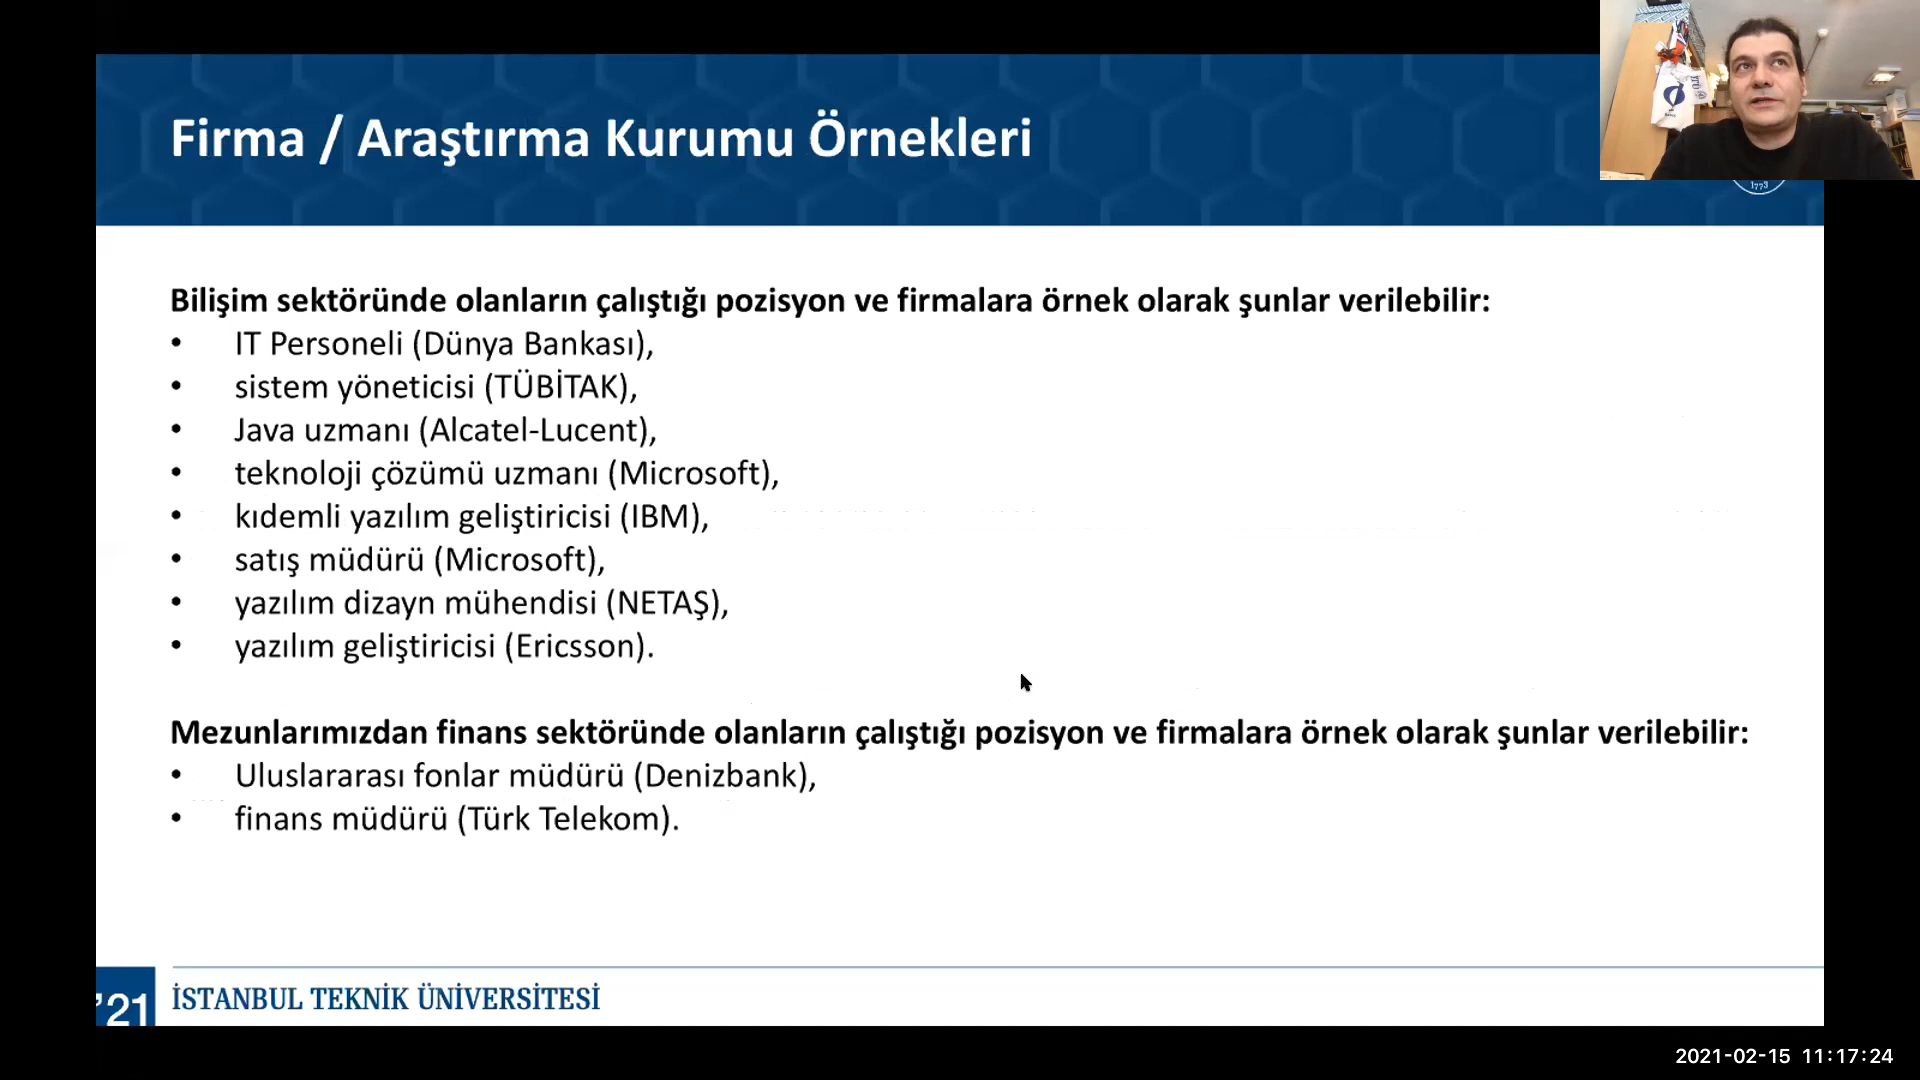 Firma / Araştırma Kurumu Örnekleri
1773
Bilişim sektöründe olanların çalıştığı pozisyon ve firmalara örnek olarak şunlar verilebilir:
• IT Personeli (Dünya Bankası),
• sistem yöneticisi (TÜBİTAK),
• Java uzmanı (Alcatel-Lucent),
• teknoloji çözümü uzmanı (Microsoft),
• kıdemli yazılım geliştiricisi (IBM),
• satış müdürü (Microsoft),
• yazılım dizayn mühendisi (NETAŞ),
• yazılım geliştiricisi (Ericsson).
Mezunlarımızdan finans sektöründe olanların çalıştığı pozisyon ve firmalara örnek olarak şunlar verilebilir:
• Uluslararası fonlar müdürü (Denizbank),
• finans müdürü (Türk Telekom).
'21 İSTANBUL TEKNİK ÜNİVERSİTESİ
2021-02-15 11:17:24